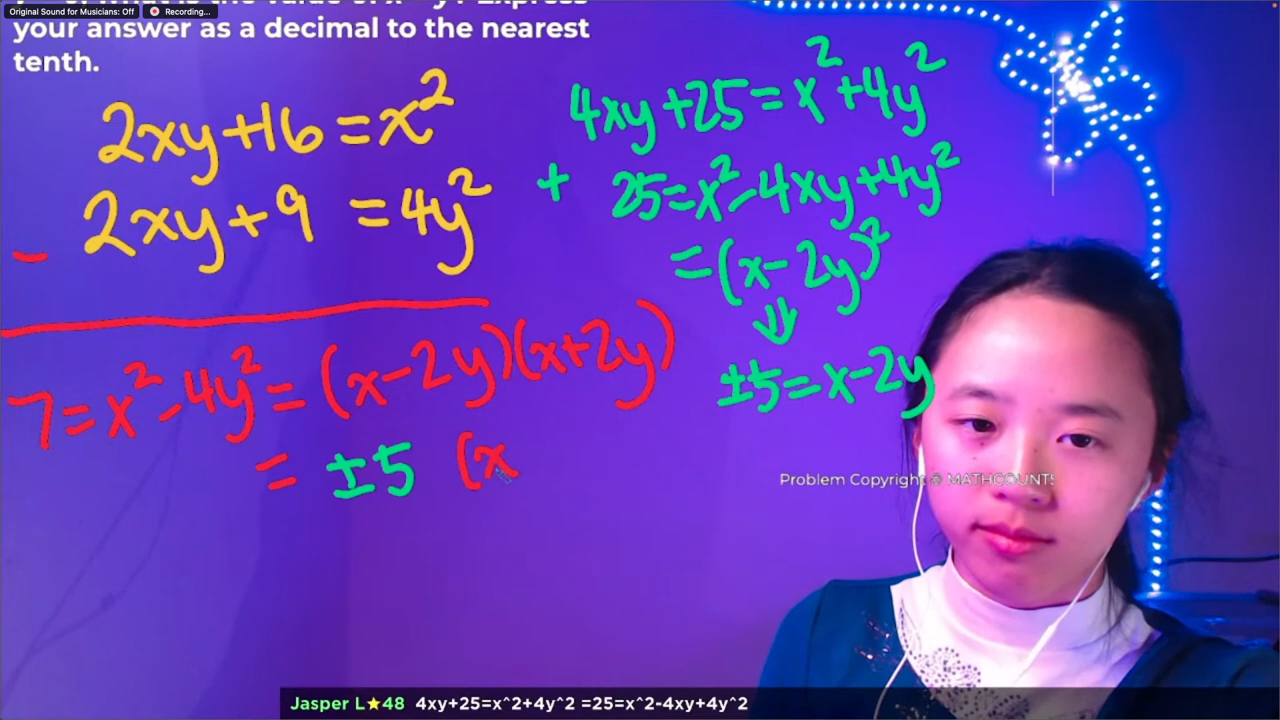 Original Sound for Musicians: Off Recording...
your answer as a decimal to the nearest
tenth.
2xy+16=x²
2xy+9=4y²
-
7=x²-4y²=(x-2y)(x+2y)
=±5 (x
4xy+25=x²+4y²
+ 25=x²-4xy+4y²
=(x-2y)²
±5=x-2y
Problem Copyright © MATHCOUNTS
Jasper L★48 4xy+25=x^2+4y^2 =25=x^2-4xy+4y^2